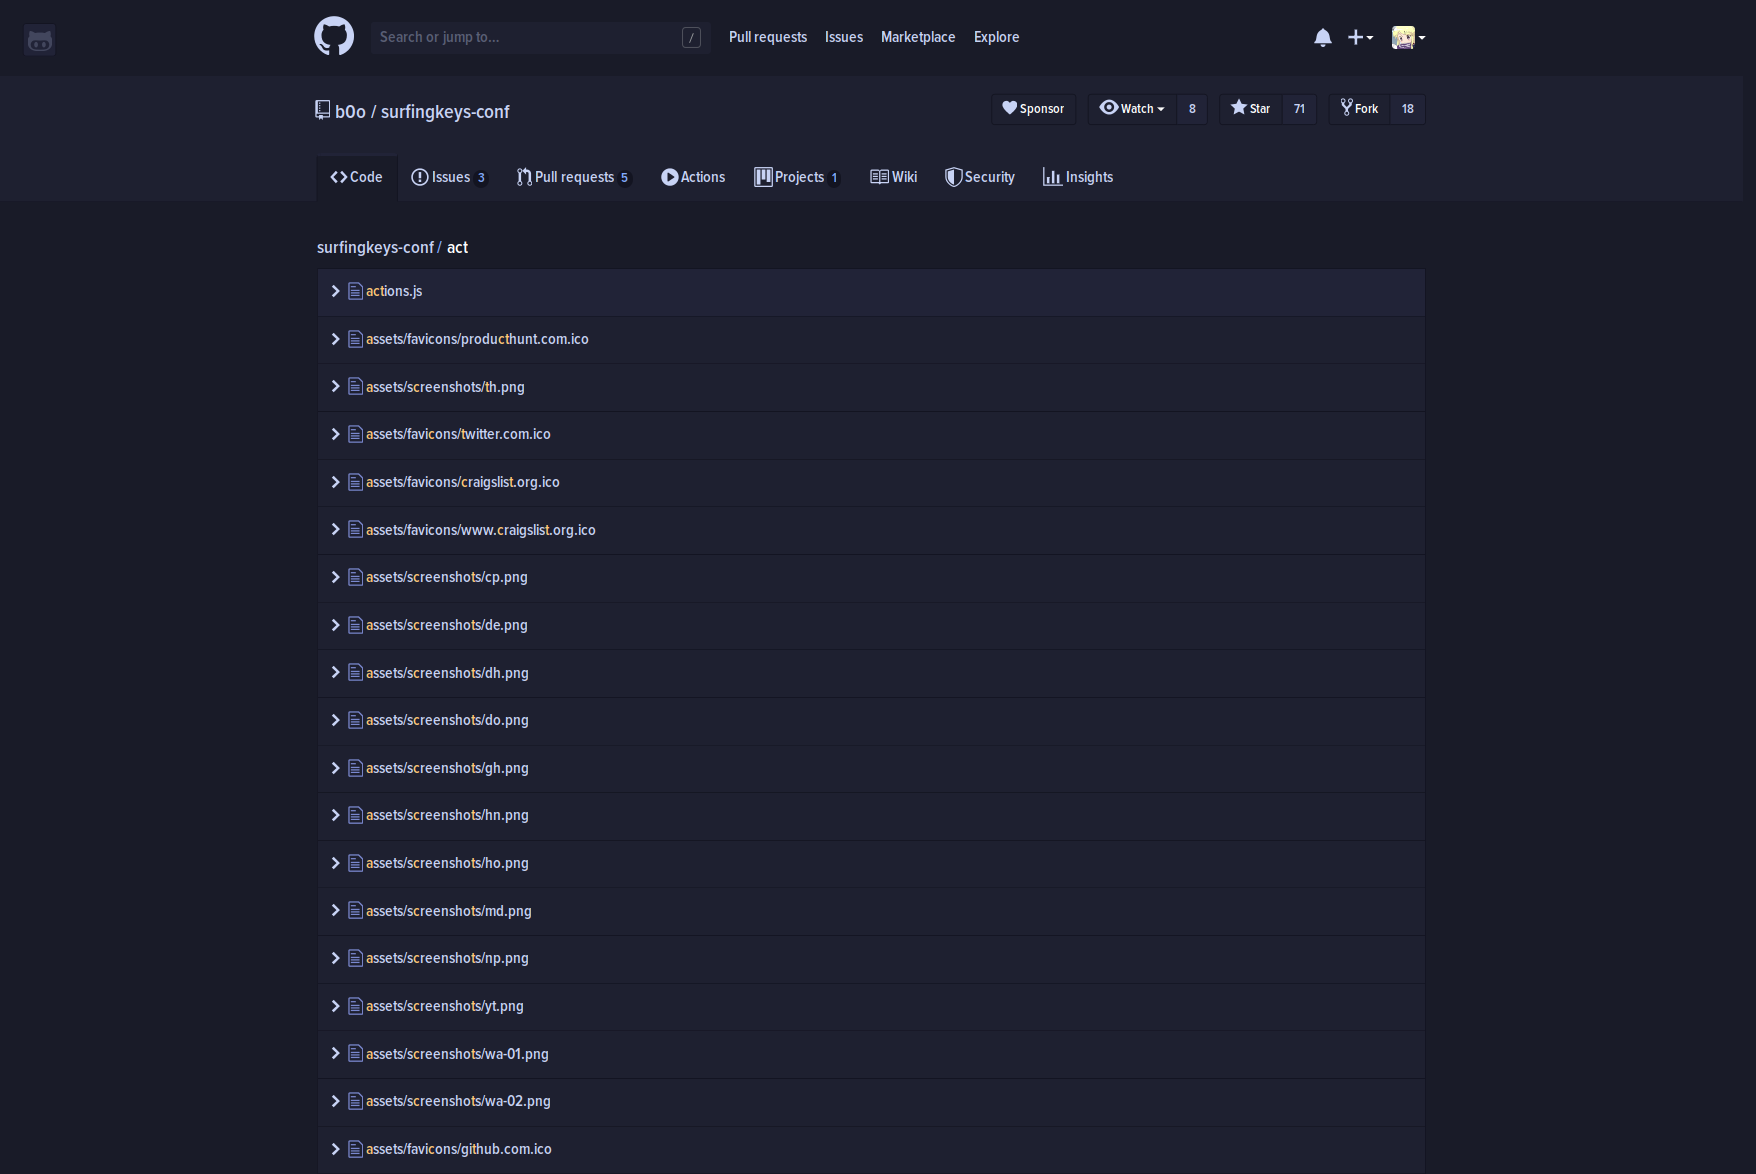 Search or jump to... / Pull requests Issues Marketplace Explore
b0o / surfingkeys-conf Sponsor Watch 8 Star 71 Fork 18
Code Issues 3 Pull requests 5 Actions Projects 1 Wiki Security Insights
surfingkeys-conf / act
actions.js
assets/favicons/producthunt.com.ico
assets/screenshots/th.png
assets/favicons/twitter.com.ico
assets/favicons/craigslist.org.ico
assets/favicons/www.craigslist.org.ico
assets/screenshots/cp.png
assets/screenshots/de.png
assets/screenshots/dh.png
assets/screenshots/do.png
assets/screenshots/gh.png
assets/screenshots/hn.png
assets/screenshots/ho.png
assets/screenshots/md.png
assets/screenshots/np.png
assets/screenshots/yt.png
assets/screenshots/wa-01.png
assets/screenshots/wa-02.png
assets/favicons/github.com.ico